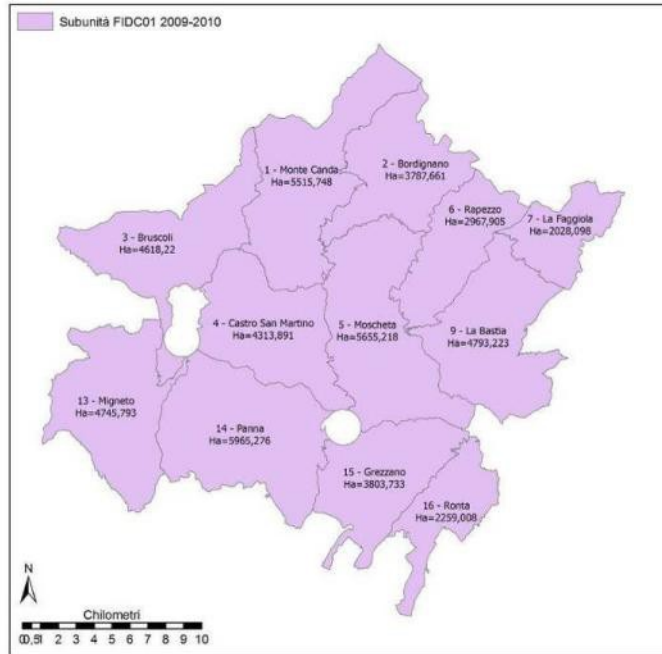 Subunità FIDC01 2009-2010
1 - Monte Canda
Ha=5515,748
2 - Bordignano
Ha=3787,661
6 - Rapezzo
Ha=2967,905
7 - La Faggiola
Ha=2028,098
3 - Bruscoli
Ha=4618,22
4 - Castro San Martino
Ha=4313,891
5 - Moscheta
Ha=5655,218
9 - La Bastia
Ha=4793,223
13 - Migneto
Ha=4745,793
14 - Panna
Ha=5965,276
15 - Grezzano
Ha=3803,733
16 - Ronta
Ha=2259,008
N
Chilometri
0 0,5 1 2 3 4 5 6 7 8 9 10